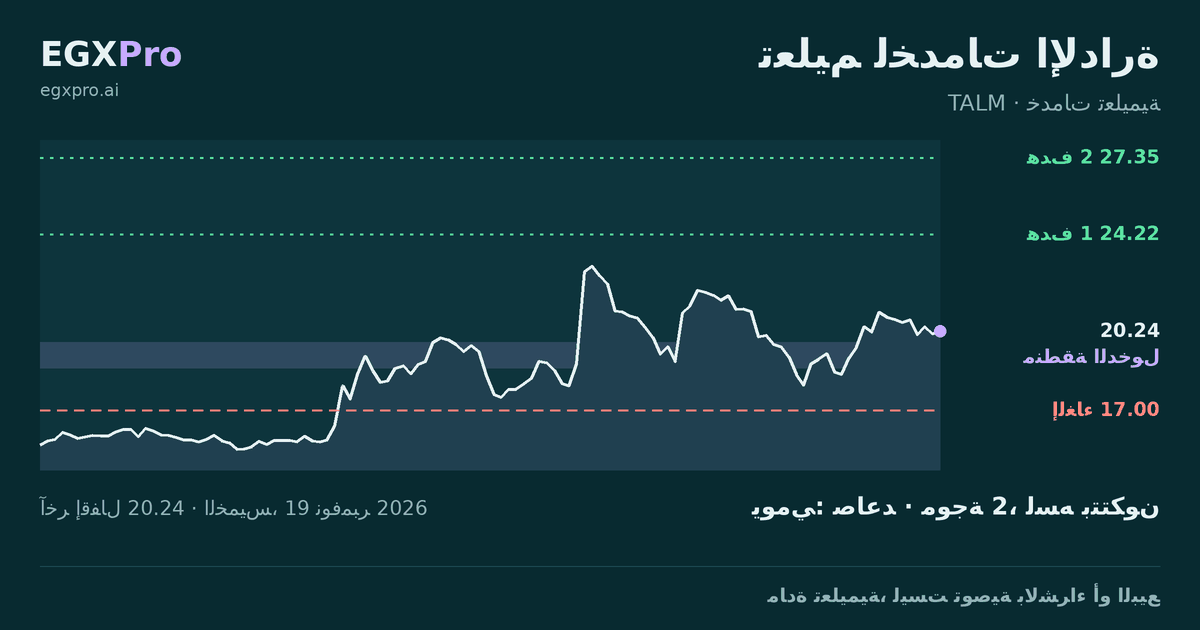 EGXPro
egxpro.ai
تعليم لخدمات الإدارة
TALM · خدمات تعليمية
هدف 2 27.35
هدف 1 24.22
20.24
منطقة الدخول
إلغاء 17.00
يومي: صاعد · موجة 2، لسه بتتكون
آخر إقفال 20.24 · الخميس، 19 نوفمبر 2026
مادة تعليمية، ليست توصية بالشراء أو البيع